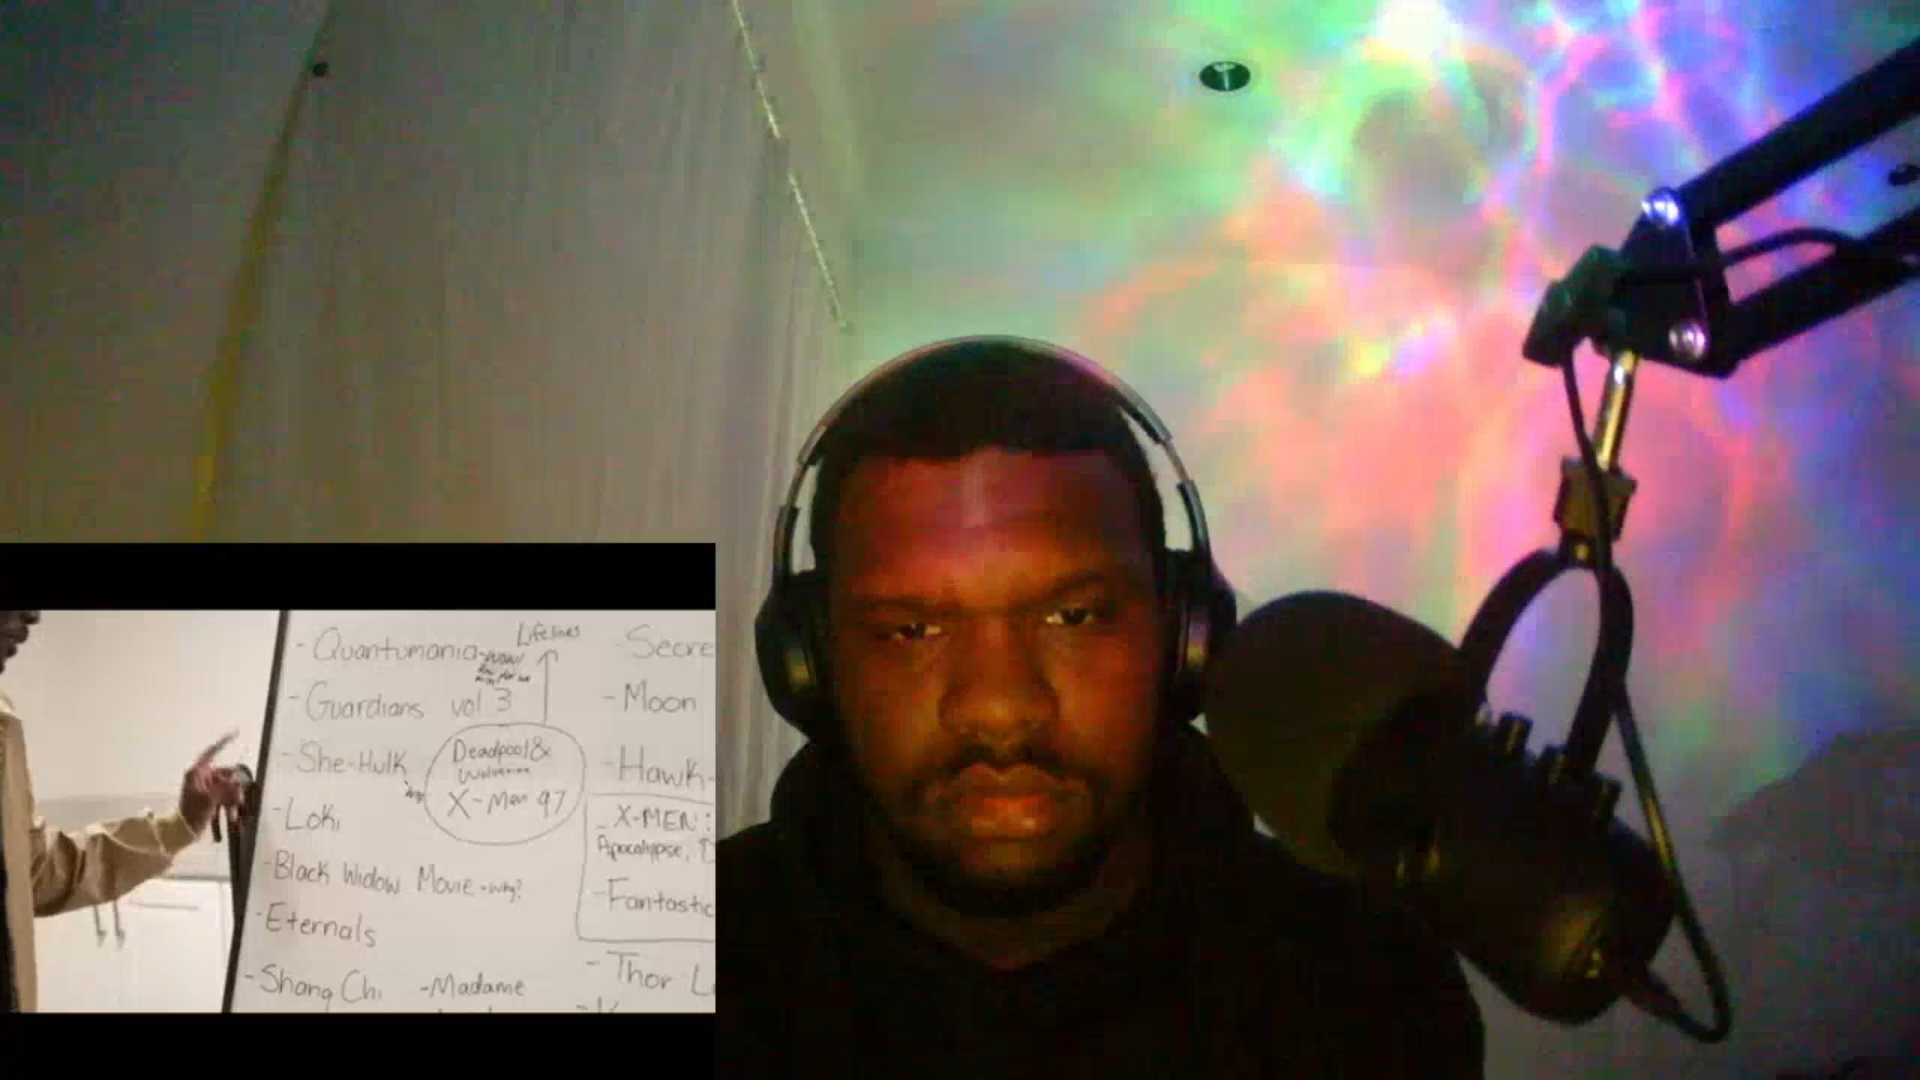 - Quantumania -
Lifelines
- Guardians vol 3
- She-Hulk
Deadpool &
Wolverine
X-Men 97
- Loki
- Black Widow Movie - why?
- Eternals
- Shang Chi
- Madame
- Secre
- Moon
- Hawk-
- X-MEN:
Apocalypse, D
- Fantastic
- Thor L